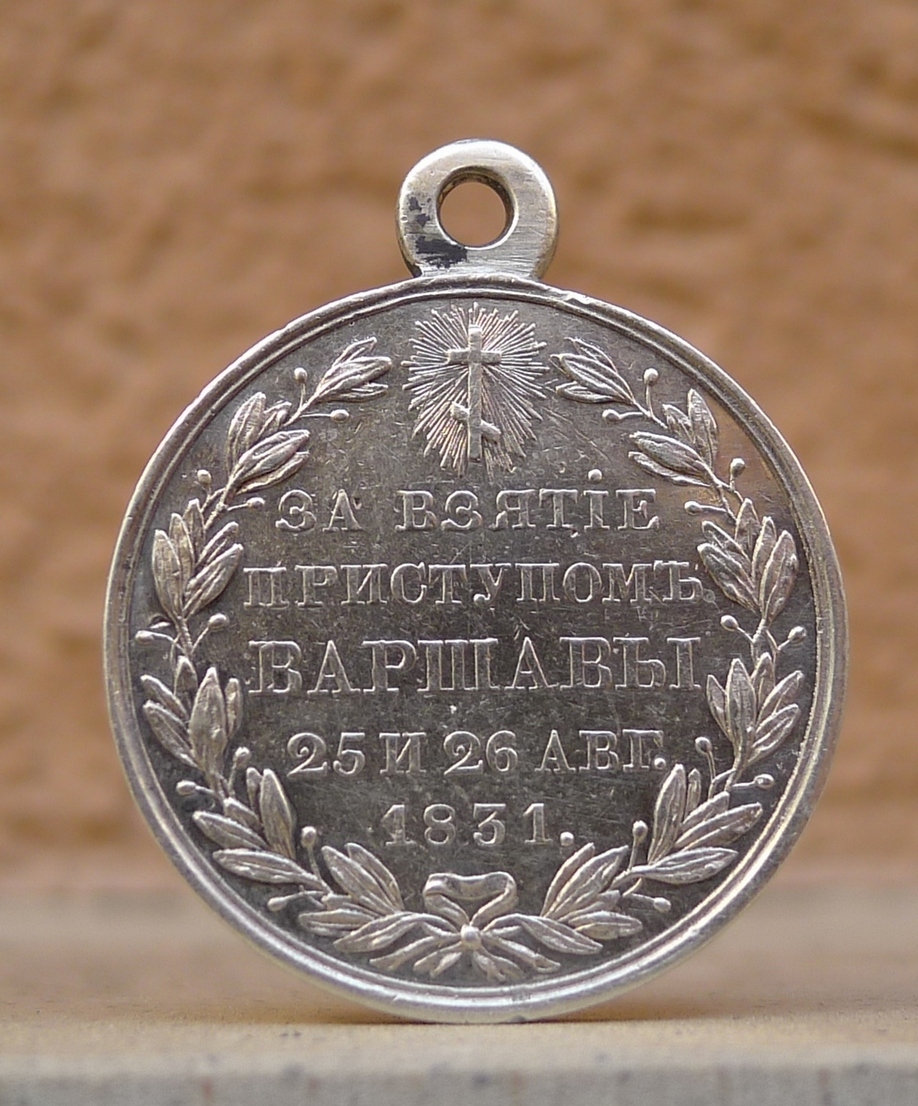 ЗА ВЗЯТІЕ
ПРИСТУПОМЪ
ВАРШАВЫ
25 И 26 АВГ.
1831.